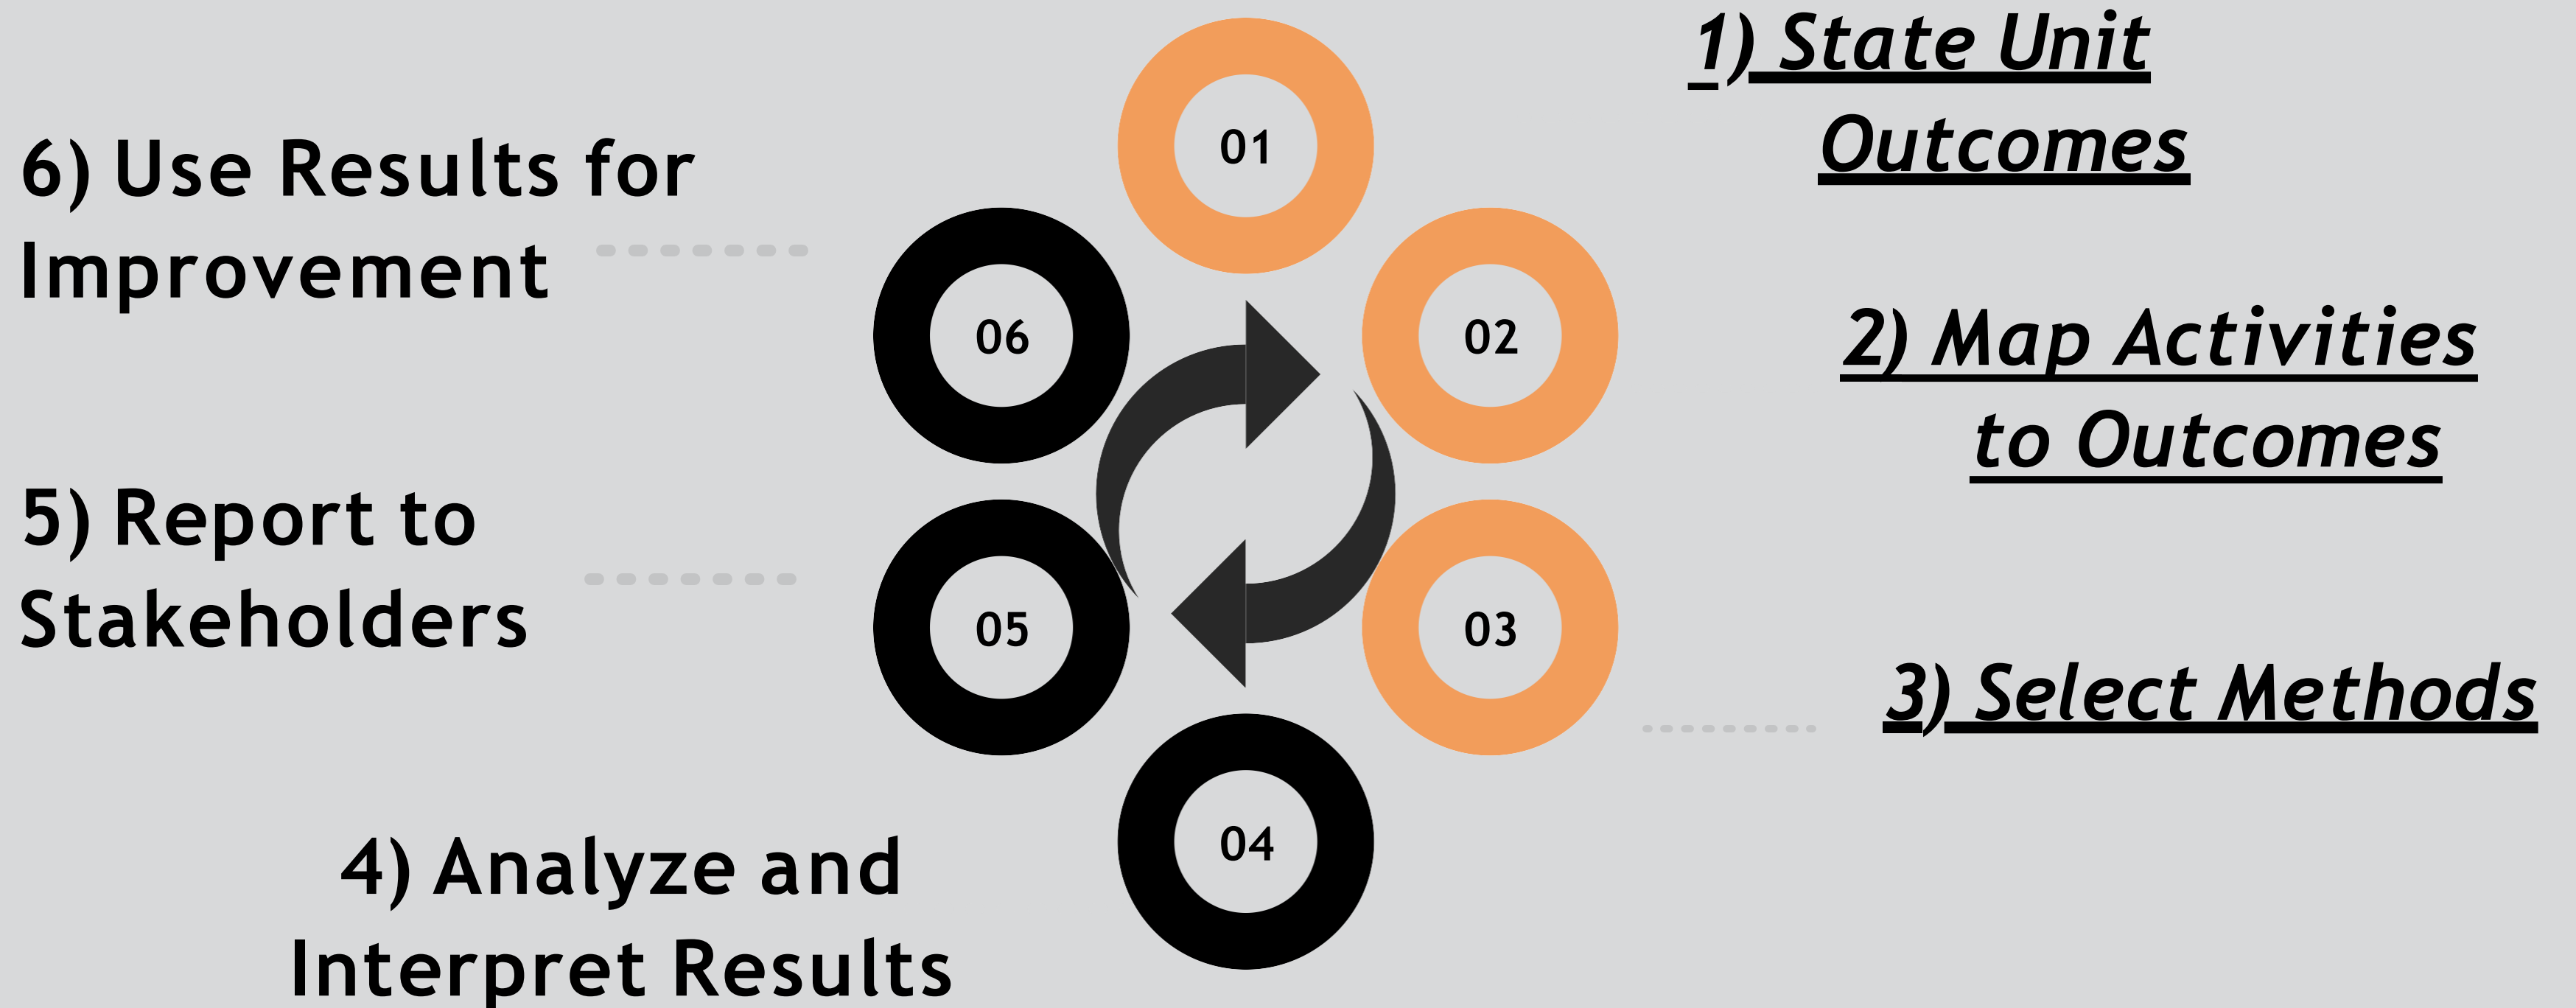 1) State Unit
Outcomes
2) Map Activities
to Outcomes
3) Select Methods
4) Analyze and
Interpret Results
5) Report to
Stakeholders
6) Use Results for
Improvement
01
02
03
04
05
06